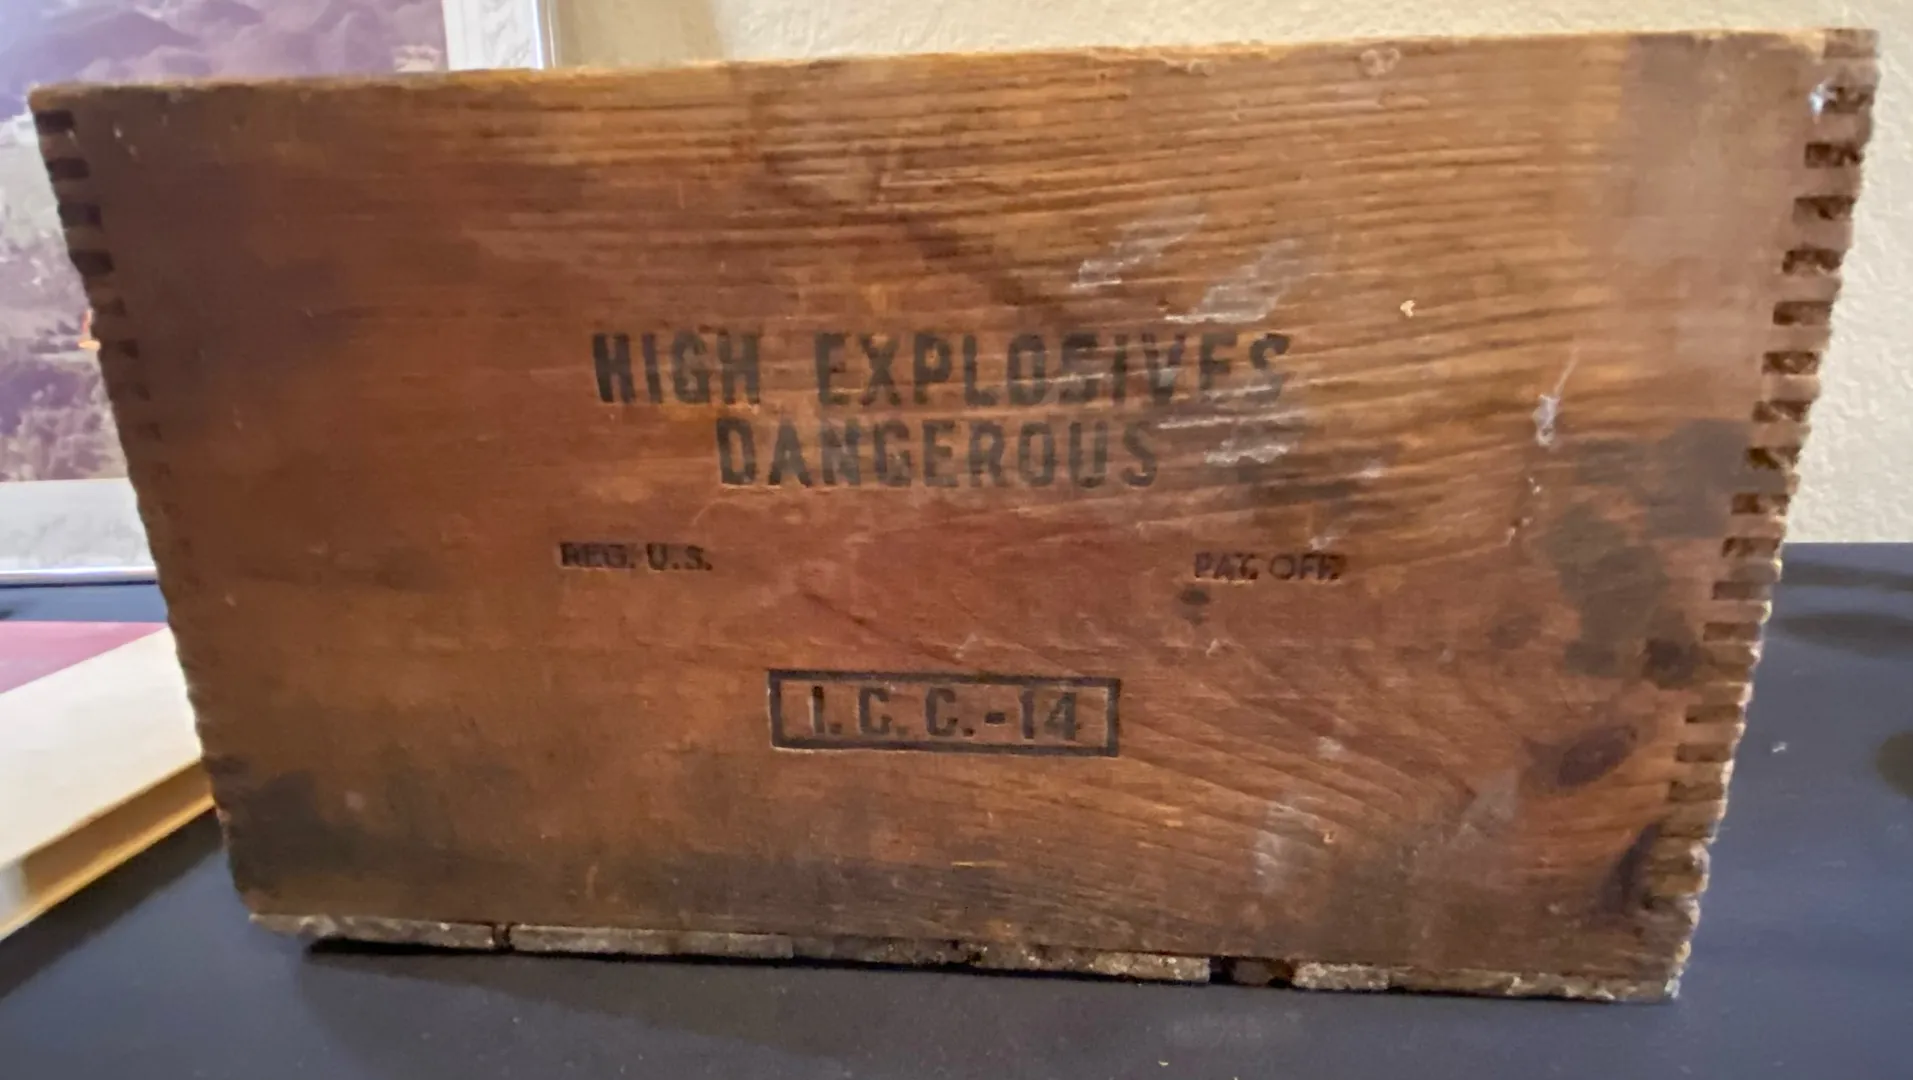 HIGH EXPLOSIVES
DANGEROUS
REG. U.S. PAT. OFF.
I. C. C.-14